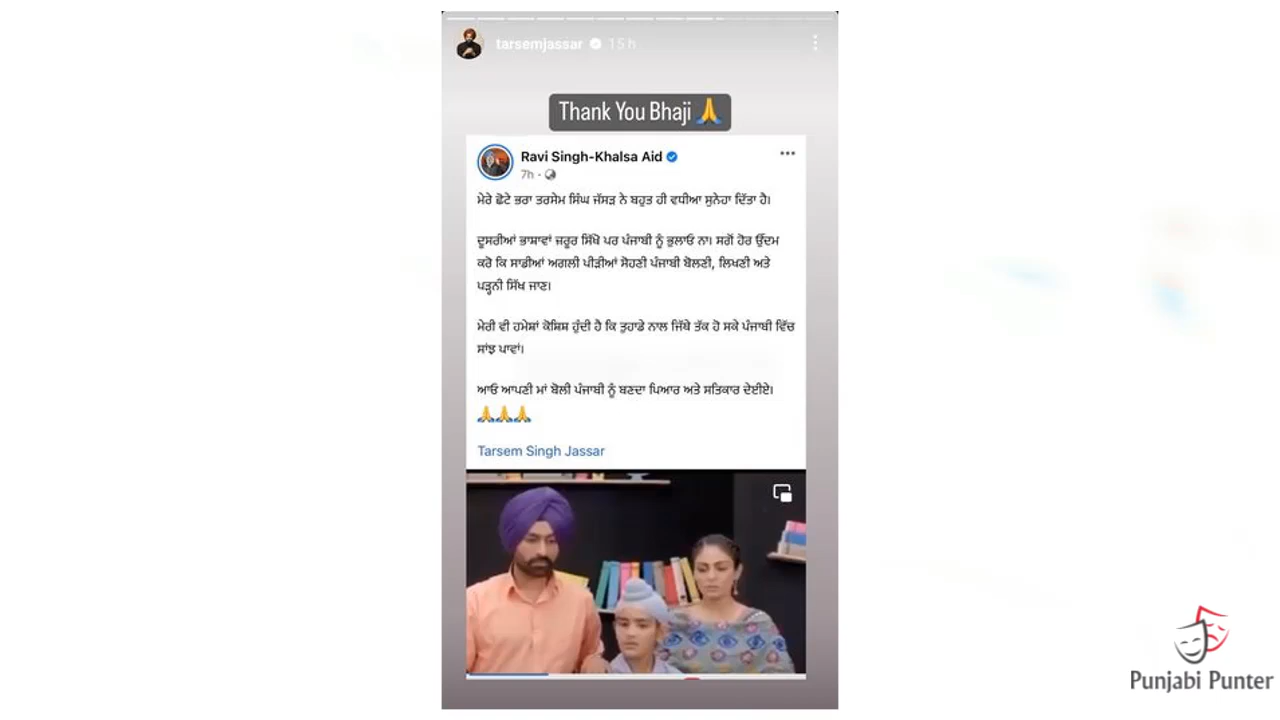 tarsemjassar 15 h
Thank You Bhaji 🙏
Ravi Singh-Khalsa Aid
7h ·
ਮੇਰੇ ਛੋਟੇ ਭਰਾ ਤਰਸੇਮ ਸਿੰਘ ਜੱਸੜ ਨੇ ਬਹੁਤ ਹੀ ਵਧੀਆ ਸੁਨੇਹਾ ਦਿੱਤਾ ਹੈ।
ਦੂਸਰੀਆਂ ਭਾਸ਼ਾਵਾਂ ਜ਼ਰੂਰ ਸਿੱਖੋ ਪਰ ਪੰਜਾਬੀ ਨੂੰ ਭੁਲਾਓ ਨਾ। ਸਗੋਂ ਹੋਰ ਉੱਦਮ
ਕਰੋ ਕਿ ਸਾਡੀਆਂ ਅਗਲੀ ਪੀੜੀਆਂ ਸੋਹਣੀ ਪੰਜਾਬੀ ਬੋਲਣੀ, ਲਿਖਣੀ ਅਤੇ
ਪੜ੍ਹਨੀ ਸਿੱਖ ਜਾਣ।
ਮੇਰੀ ਵੀ ਹਮੇਸ਼ਾਂ ਕੋਸ਼ਿਸ਼ ਹੁੰਦੀ ਹੈ ਕਿ ਤੁਹਾਡੇ ਨਾਲ ਜਿੱਥੇ ਤੱਕ ਹੋ ਸਕੇ ਪੰਜਾਬੀ ਵਿੱਚ
ਸਾਂਝ ਪਾਵਾਂ।
ਆਓ ਆਪਣੀ ਮਾਂ ਬੋਲੀ ਪੰਜਾਬੀ ਨੂੰ ਬਣਦਾ ਪਿਆਰ ਅਤੇ ਸਤਿਕਾਰ ਦੇਈਏ।
🙏🙏🙏
Tarsem Singh Jassar
Punjabi Punter